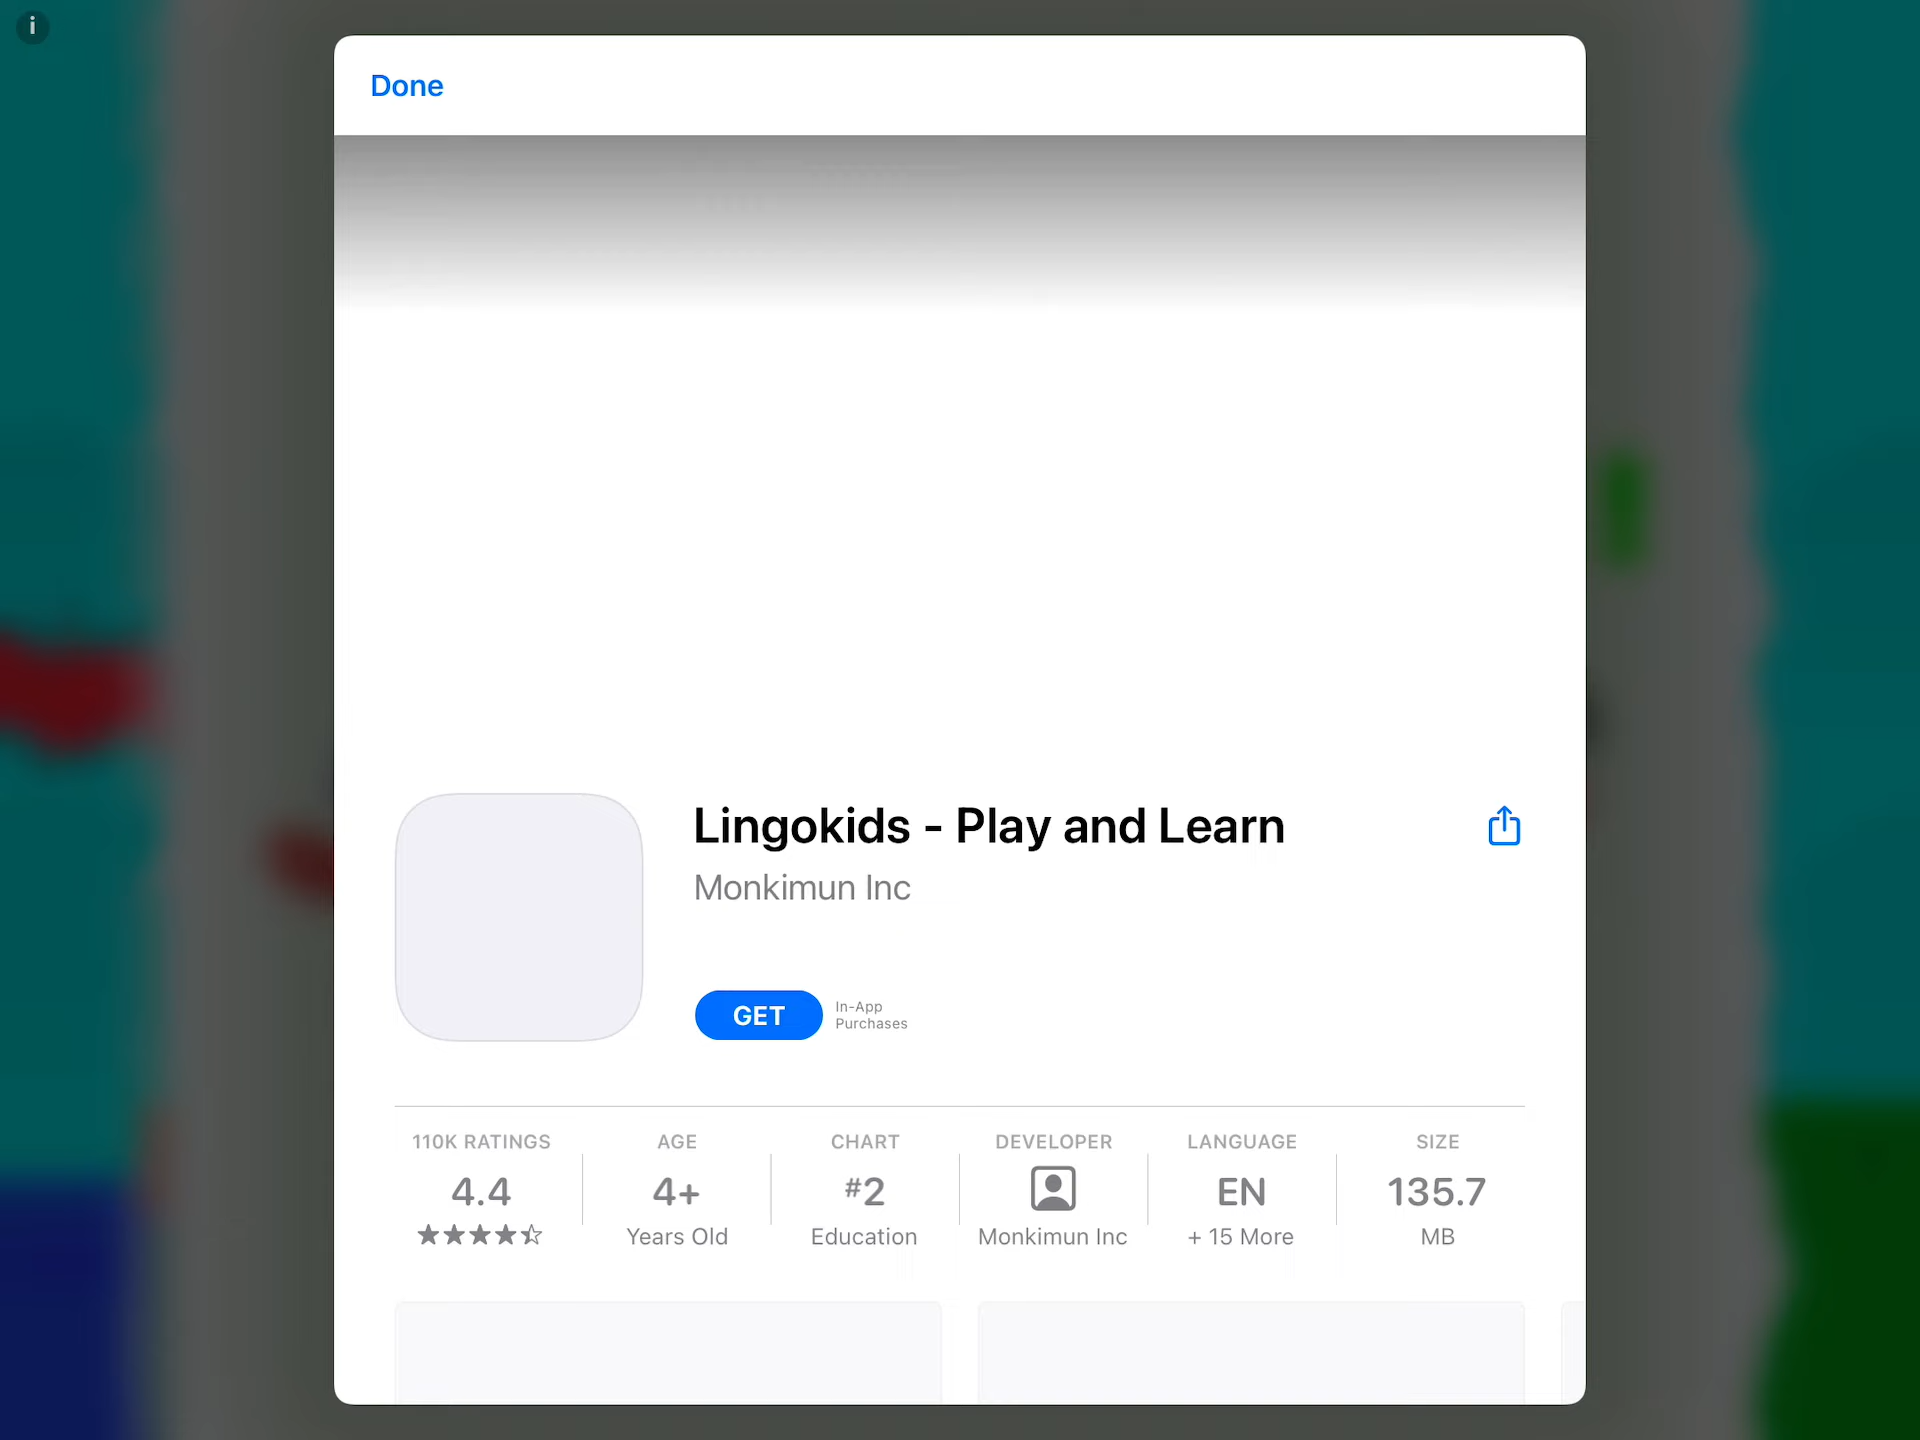 i
Done
Lingokids - Play and Learn
Monkimun Inc
GET
In-App
Purchases
110K RATINGS
4.4
★★★★⯪
AGE
4+
Years Old
CHART
#2
Education
DEVELOPER
Monkimun Inc
LANGUAGE
EN
+ 15 More
SIZE
135.7
MB